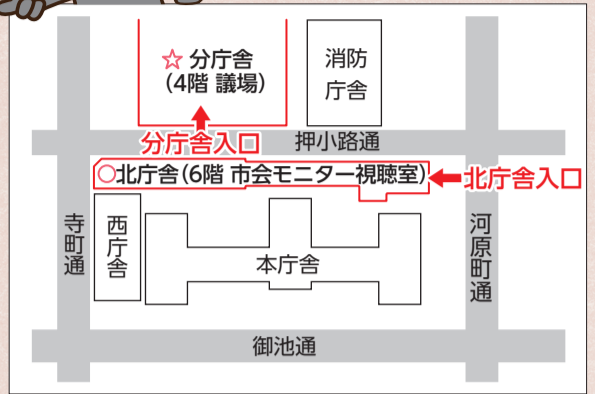 ☆ 分庁舎
(4階 議場)
消防
庁舎
分庁舎入口
押小路通
○北庁舎(6階 市会モニター視聴室)
北庁舎入口
寺町通
西庁舎
本庁舎
河原町通
御池通